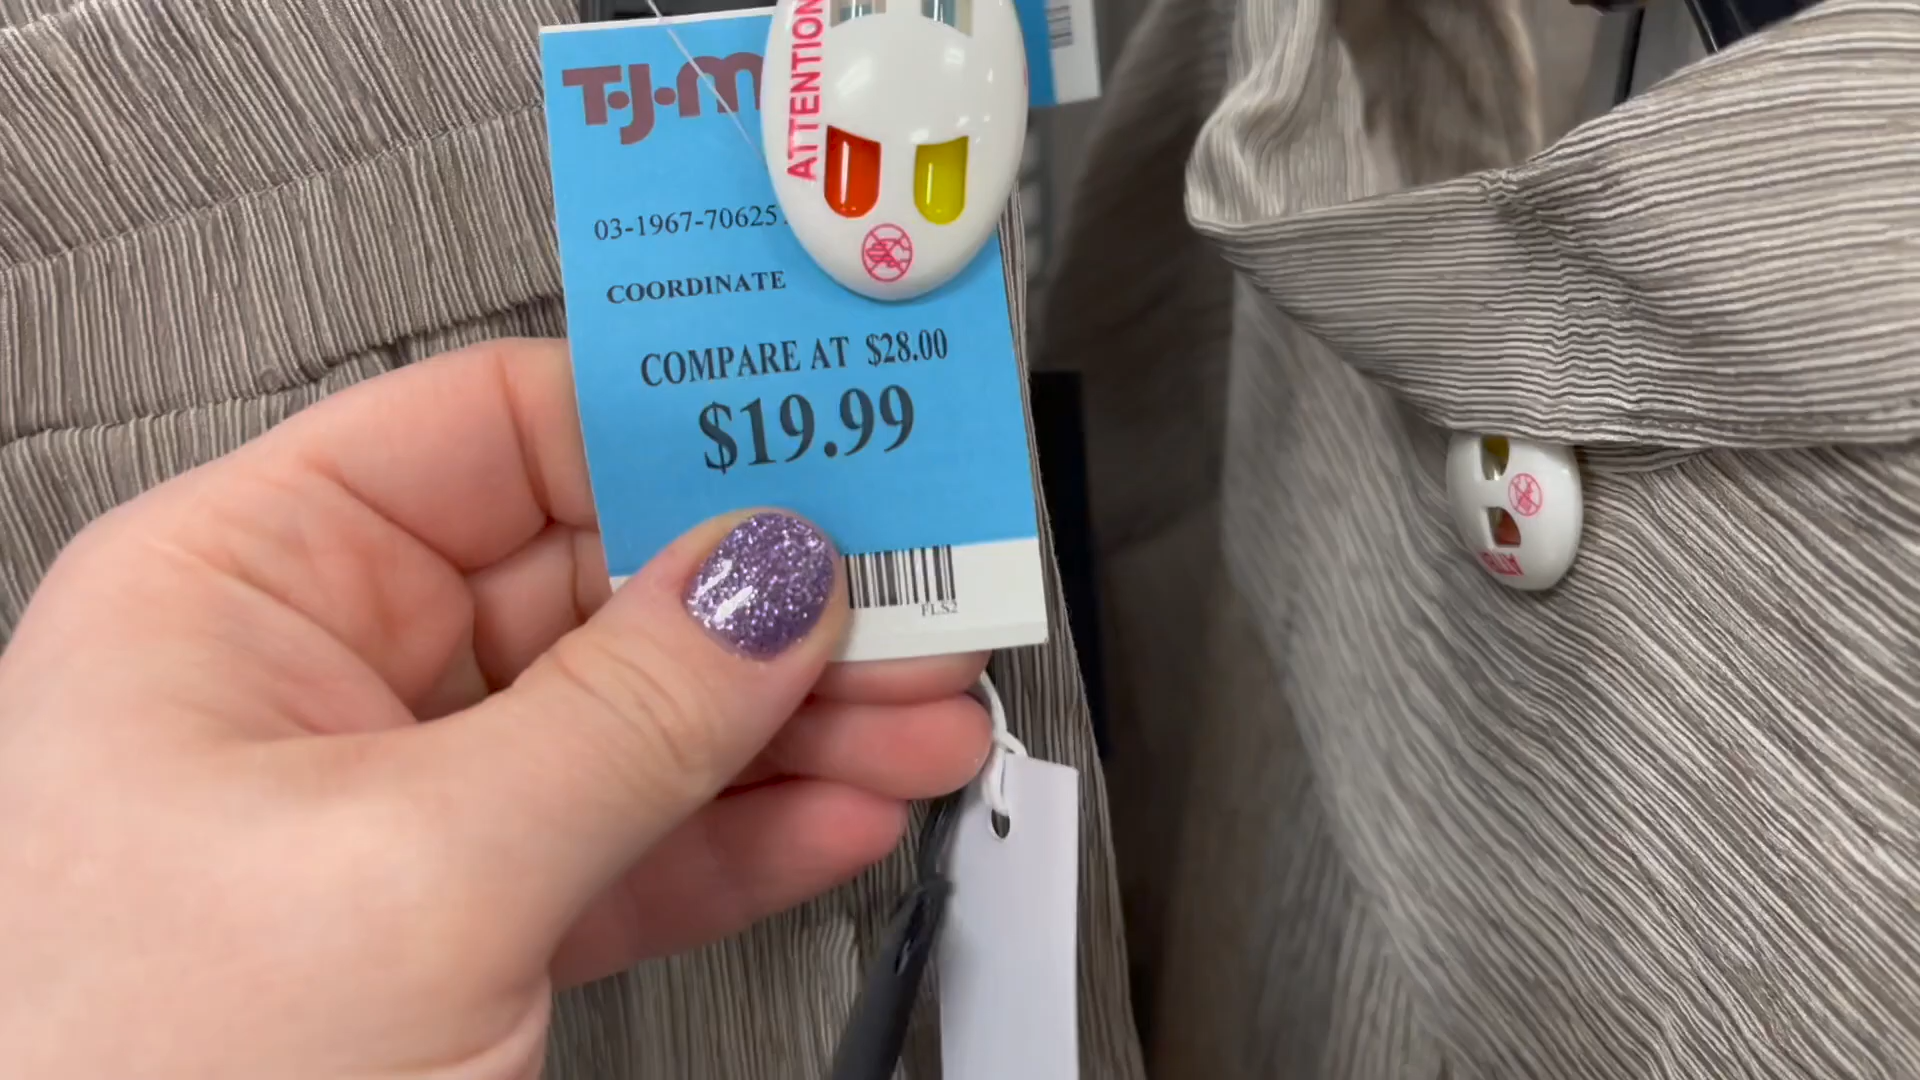 T·J·m
ATTENTION
03-1967-70625
COORDINATE
COMPARE AT $28.00
$19.99
FLS2